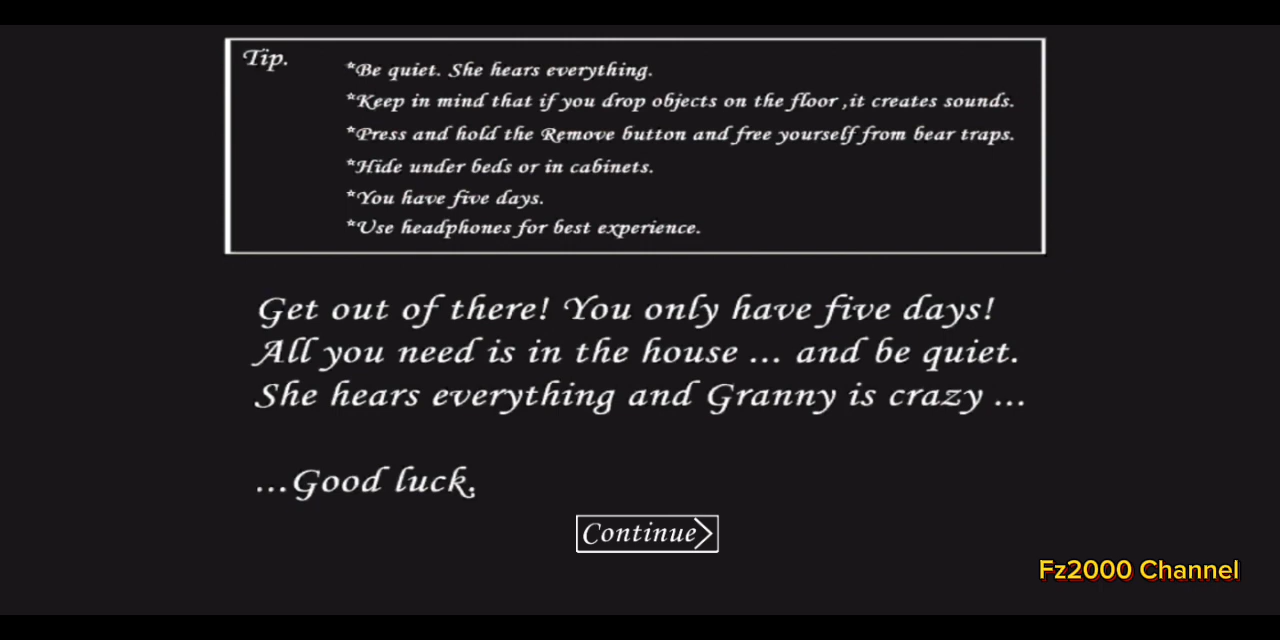 Tip.
*Be quiet. She hears everything.
*Keep in mind that if you drop objects on the floor ,it creates sounds.
*Press and hold the Remove button and free yourself from bear traps.
*Hide under beds or in cabinets.
*You have five days.
*Use headphones for best experience.
Get out of there! You only have five days!
All you need is in the house ... and be quiet.
She hears everything and Granny is crazy ...
...Good luck.
Continue>
Fz2000 Channel